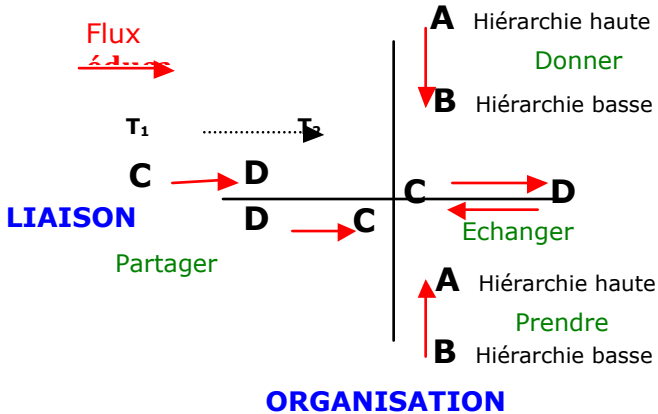 Flux
A Hiérarchie haute
Donner
B Hiérarchie basse
T₁
C D
LIAISON
D C
C D
Echanger
Partager
A Hiérarchie haute
Prendre
B Hiérarchie basse
ORGANISATION